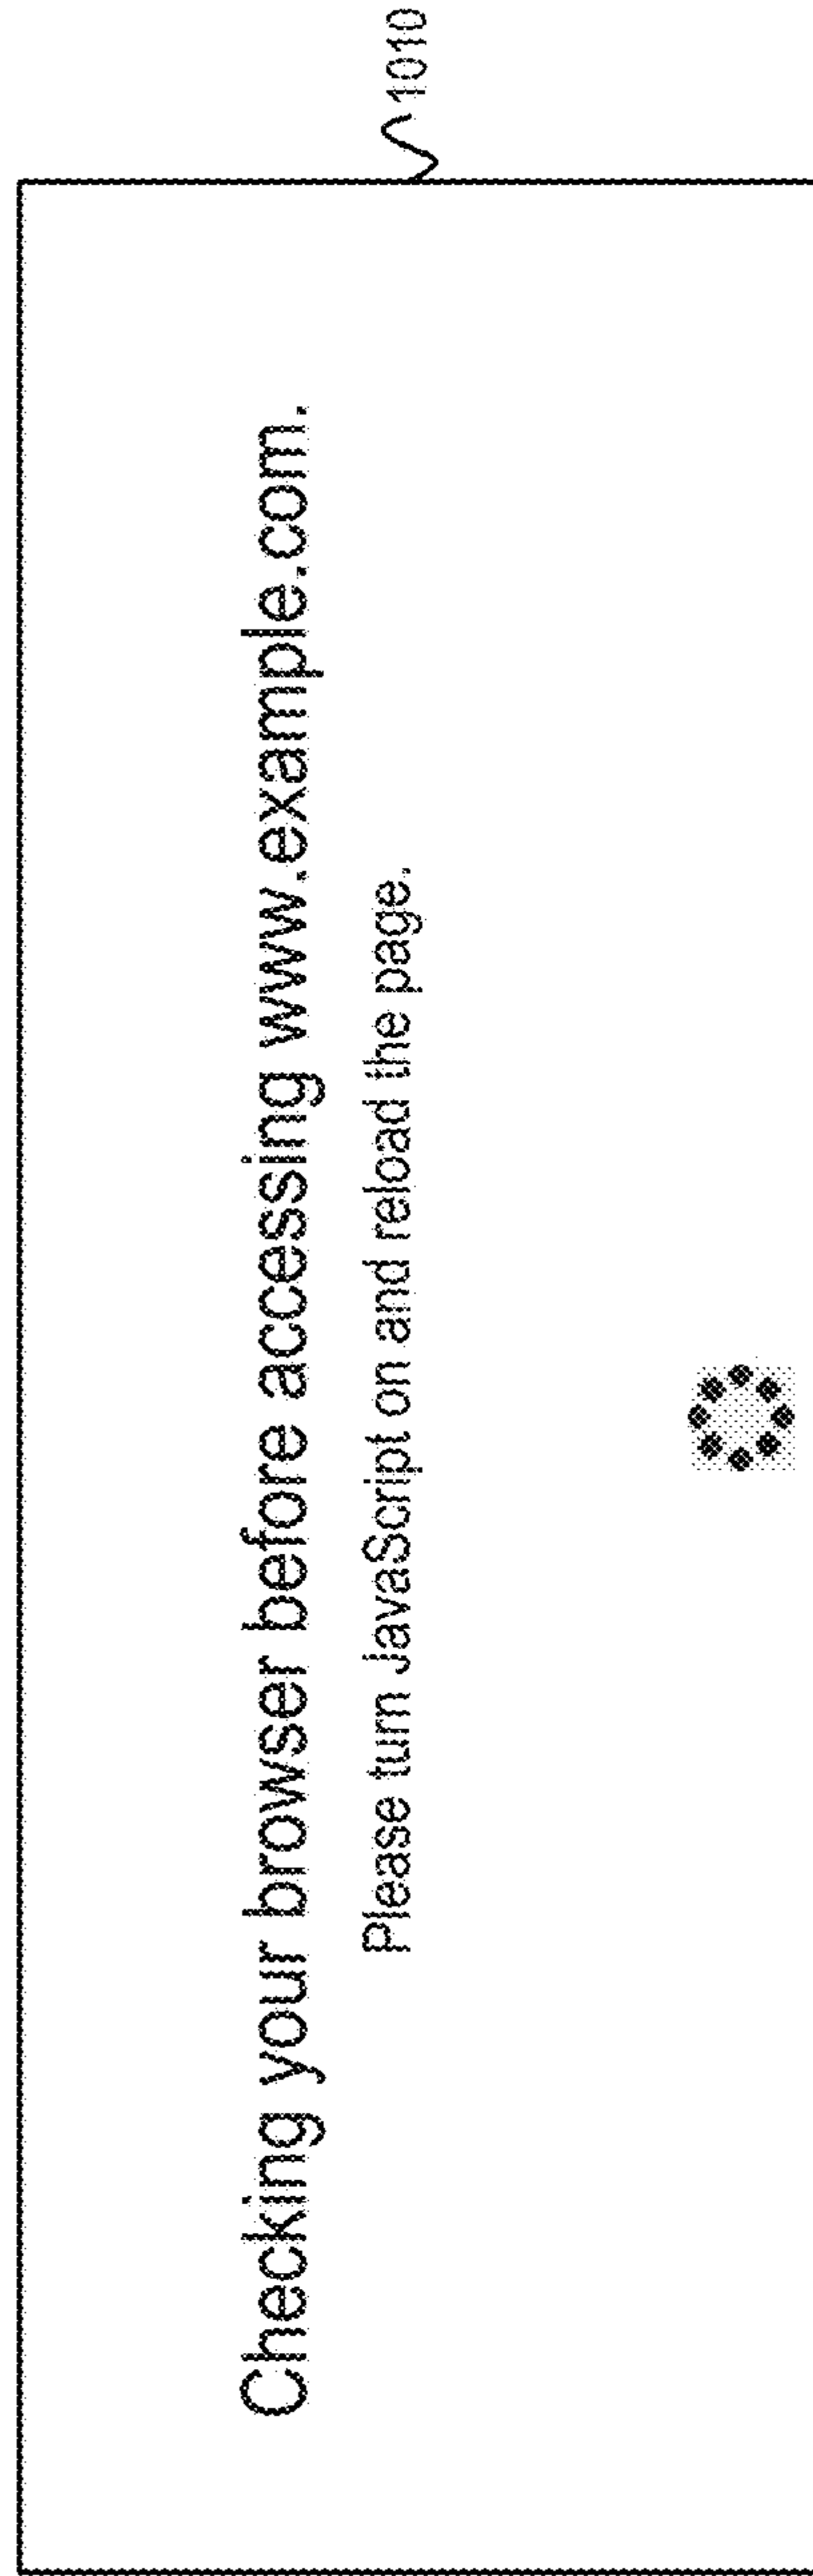 Checking your browser before accessing www.example.com.
Please turn JavaScript on and reload the page.
1010